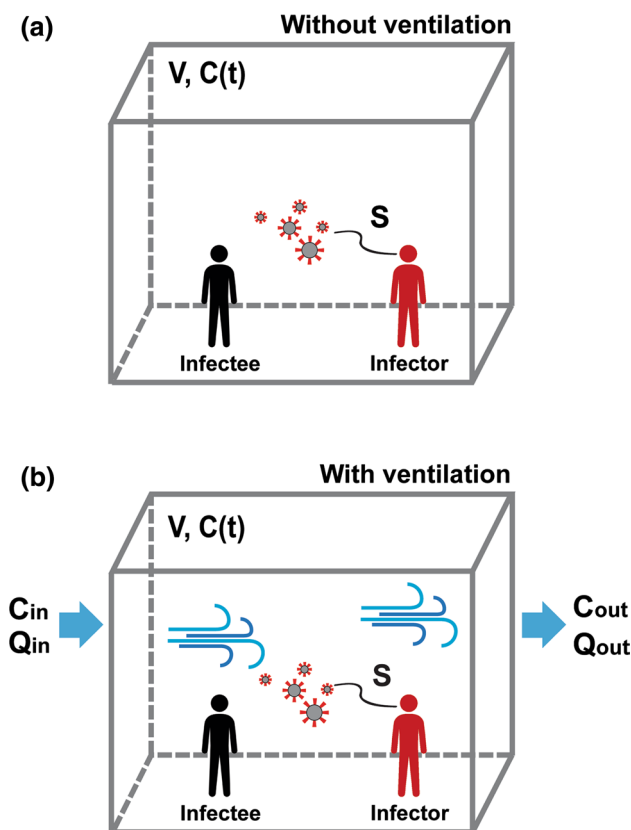 (a)
Without ventilation
V, C(t)
S
Infectee
Infector
(b)
With ventilation
V, C(t)
Cin
Qin
Cout
Qout
S
Infectee
Infector